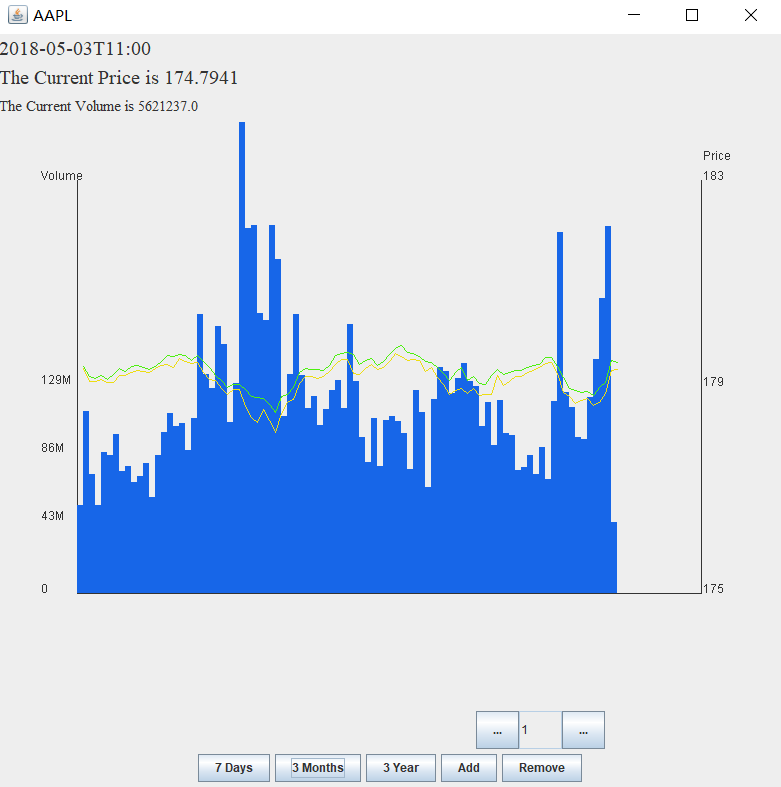 AAPL
2018-05-03T11:00
The Current Price is 174.7941
The Current Volume is 5621237.0
Price
Volume
183
129M
179
86M
43M
0
175
...
1
...
7 Days
3 Months
3 Year
Add
Remove